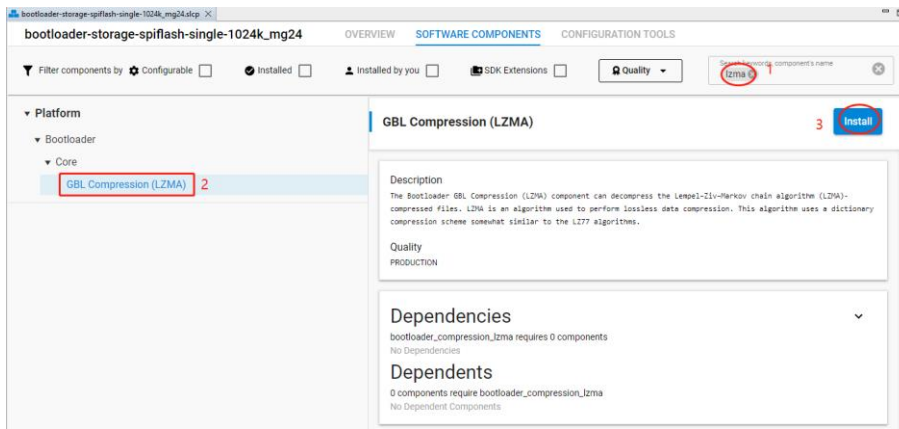 bootloader-storage-spiflash-single-1024k_mg24.slcp
bootloader-storage-spiflash-single-1024k_mg24 OVERVIEW SOFTWARE COMPONENTS CONFIGURATION TOOLS
Filter components by Configurable Installed Installed by you SDK Extensions Quality
Search keywords, component's name
lzma 1
Platform
Bootloader
Core
GBL Compression (LZMA) 2
GBL Compression (LZMA) 3 Install
Description
The Bootloader GBL Compression (LZMA) component can decompress the Lempel-Ziv-Markov chain algorithm (LZMA)-
compressed files. LZMA is an algorithm used to perform lossless data compression. This algorithm uses a dictionary
compression scheme somewhat similar to the LZ77 algorithms.
Quality
PRODUCTION
Dependencies
bootloader_compression_lzma requires 0 components
No Dependencies
Dependents
0 components require bootloader_compression_lzma
No Dependent Components